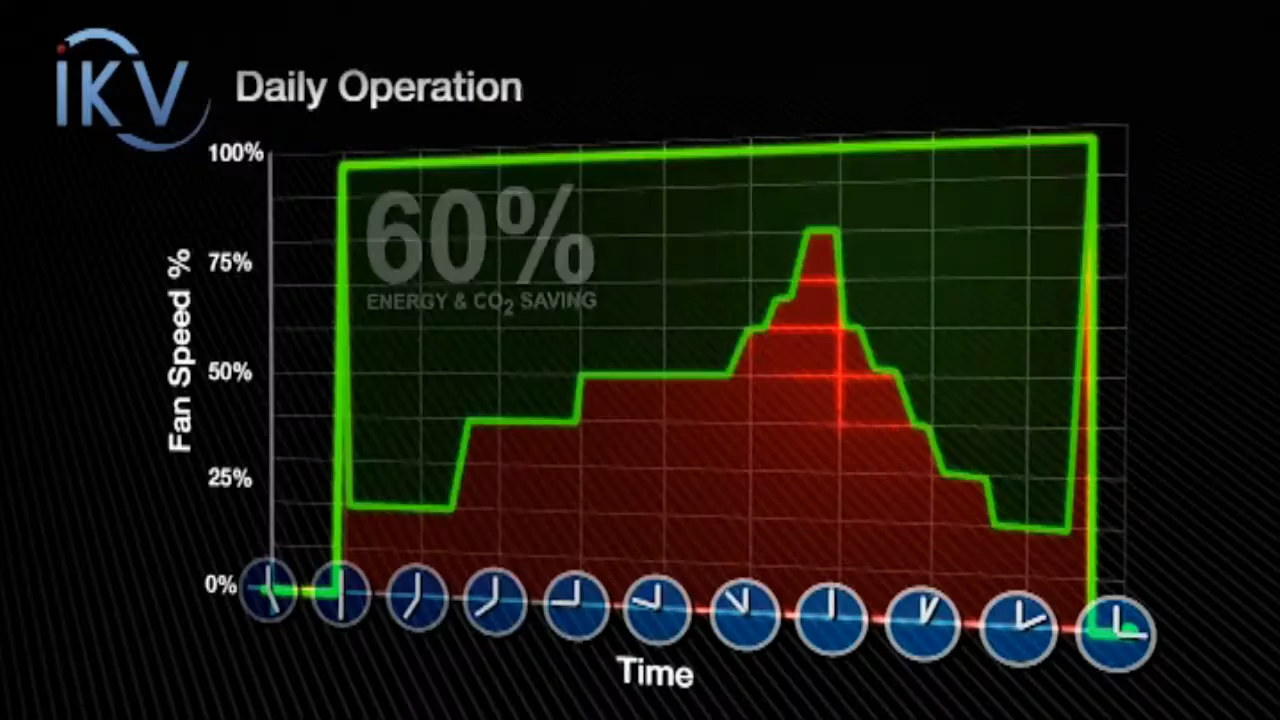 iKV
Daily Operation
100%
75%
50%
25%
0%
Fan Speed %
60%
ENERGY & CO2 SAVING
Time